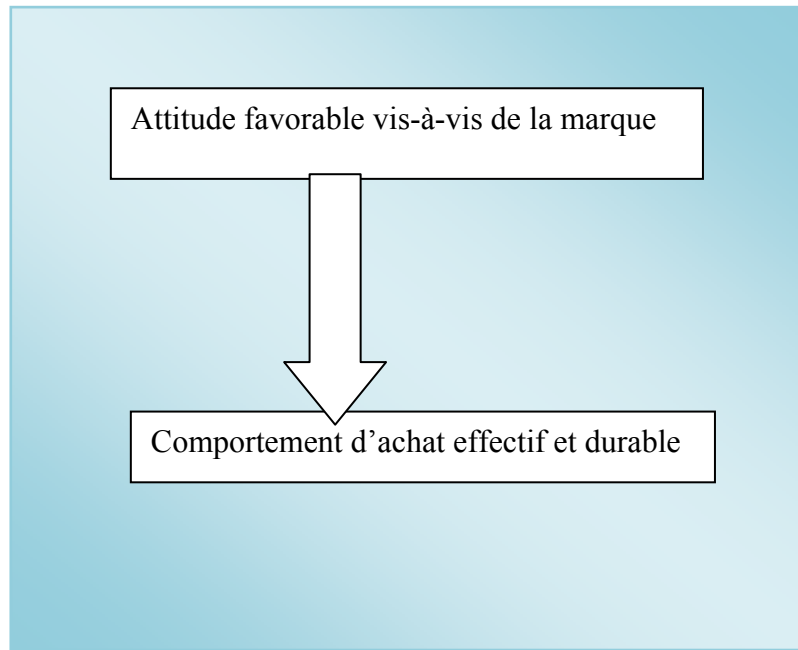 Attitude favorable vis-à-vis de la marque
Comportement d’achat effectif et durable